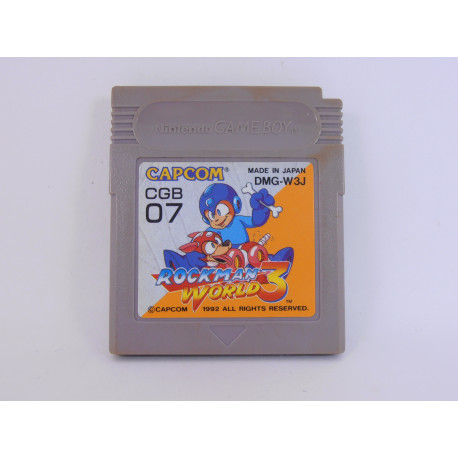 Nintendo GAME BOY
CAPCOM
MADE IN JAPAN
CGB
DMG-W3J
07
ROCKMAN
WORLD 3
TM
©CAPCOM 1992 ALL RIGHTS RESERVED.